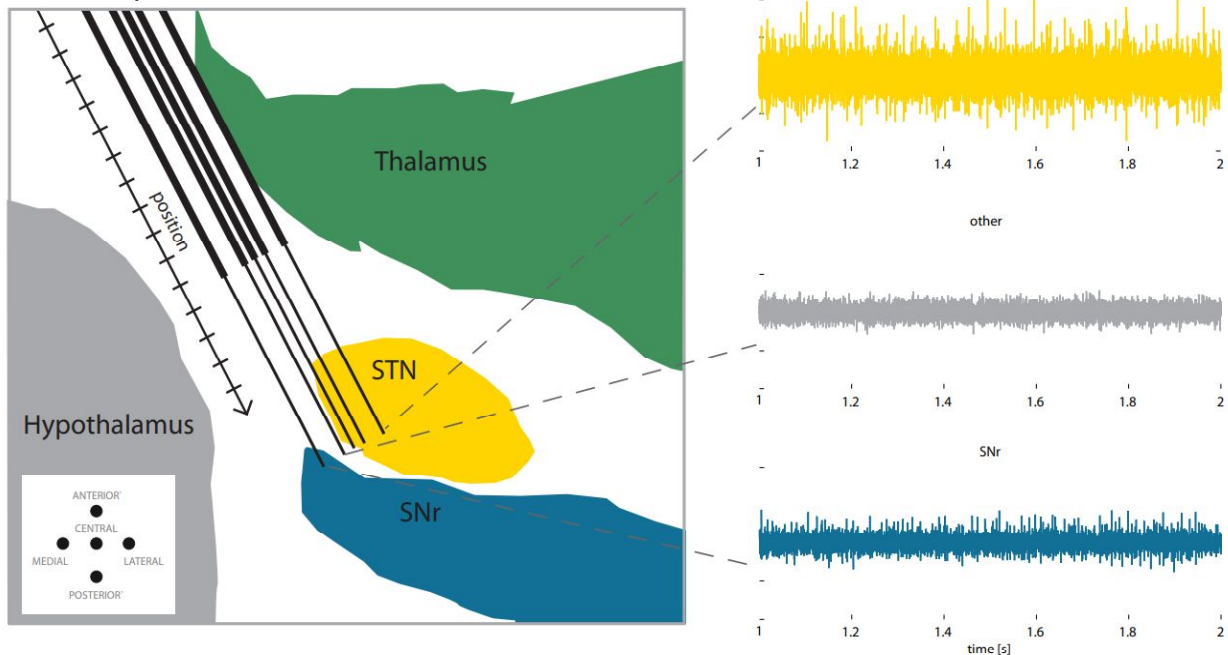 Thalamus
position
STN
Hypothalamus
SNr
ANTERIOR
CENTRAL
MEDIAL
LATERAL
POSTERIOR
1 1.2 1.4 1.6 1.8 2
other
1 1.2 1.4 1.6 1.8 2
SNr
1 1.2 1.4 1.6 1.8 2
time [s]